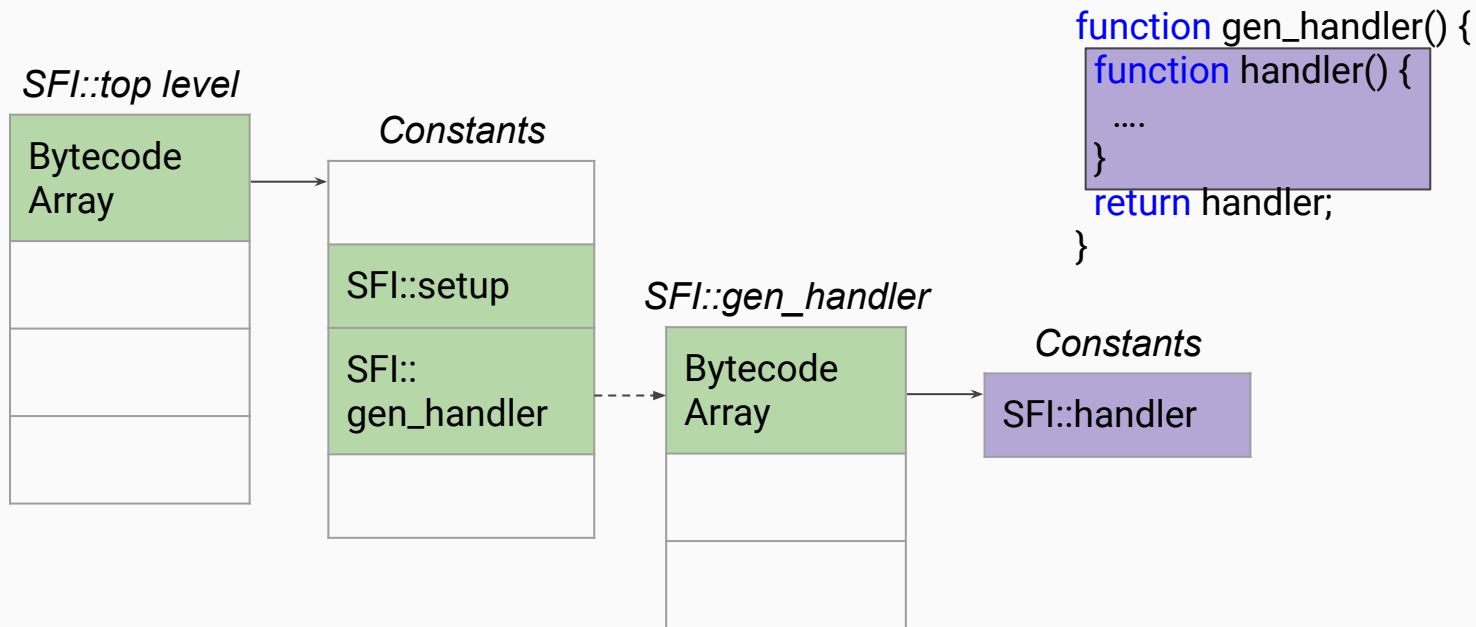 function gen_handler() {
function handler() {
....
}
return handler;
}
SFI::top level
Bytecode
Array
Constants
SFI::setup
SFI::
gen_handler
SFI::gen_handler
Bytecode
Array
Constants
SFI::handler